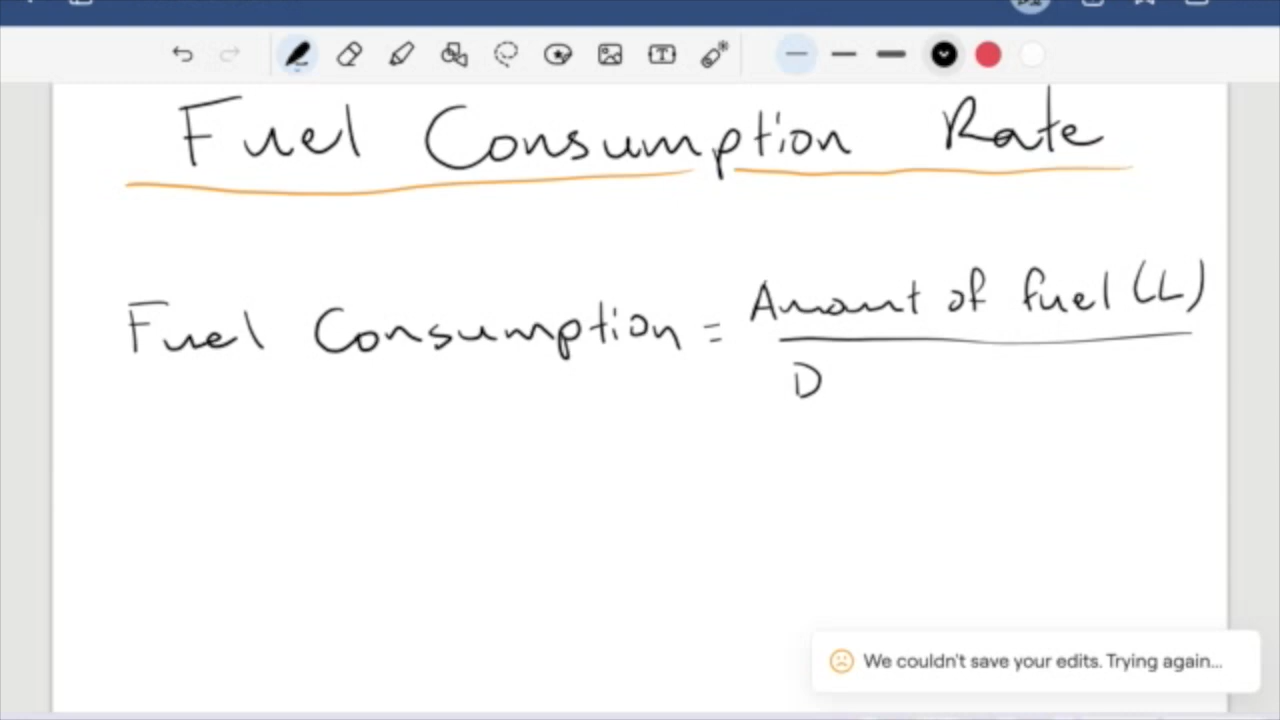 Fuel Consumption Rate
Fuel Consumption = Amount of fuel (L)
D
We couldn't save your edits. Trying again...